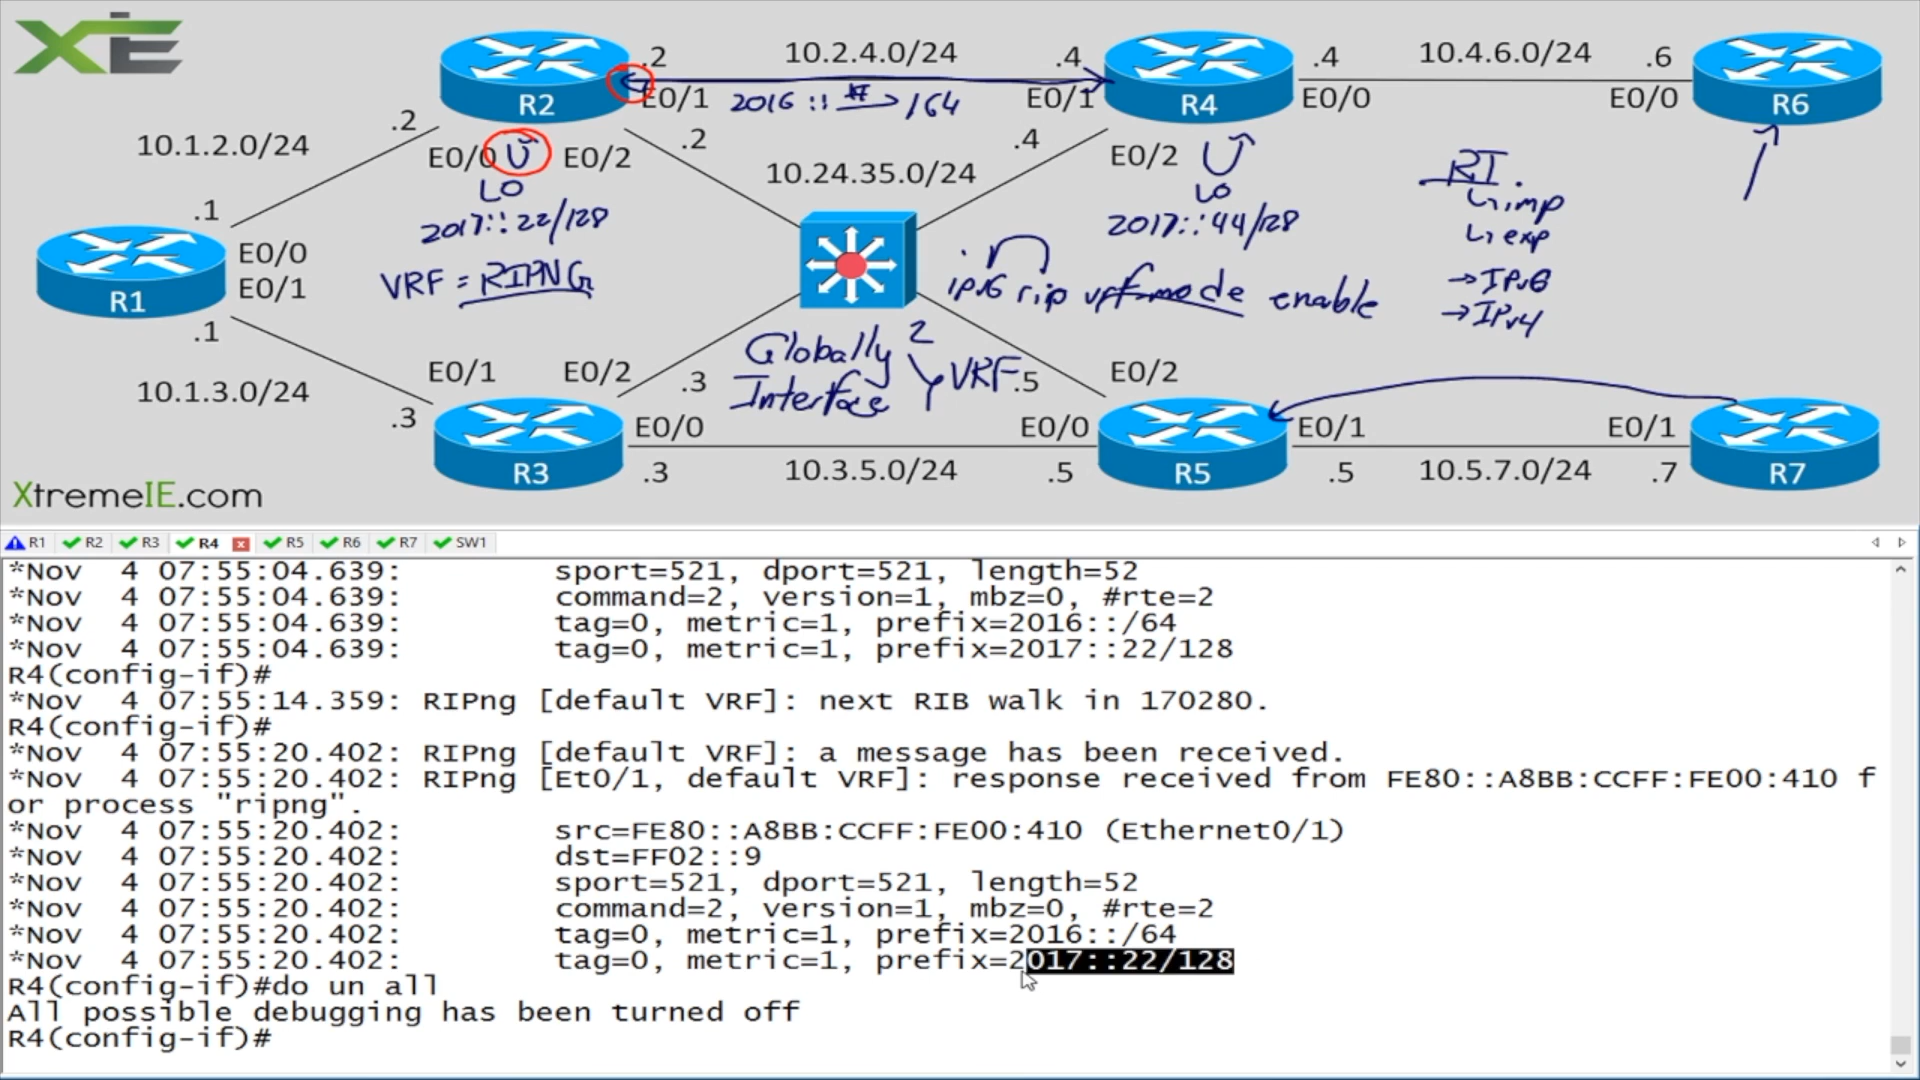 XIE
.2 10.2.4.0/24 .4 .4 10.4.6.0/24 .6
R2 E0/1 2016 :: # /64 E0/1 R4 E0/0 E0/0 R6
10.1.2.0/24 .2 .2 .4
E0/0 E0/2 10.24.35.0/24 E0/2 RT.
LO LO imp
2017::22/128 2017::44/128 exp
.1
E0/0
VRF = RIPNG ipv6 rip vrf-mode enable → IPv6
R1 E0/1 → IPv4
.1 Globally 2
Interface VRF
E0/1 E0/2 .3 .5 E0/2
10.1.3.0/24
.3 E0/0 E0/0 E0/1 E0/1
R3 .3 10.3.5.0/24 .5 R5 .5 10.5.7.0/24 .7 R7
XtremeIE.com
R1 R2 R3 R4 x R5 R6 R7 SW1
*Nov 4 07:55:04.639: sport=521, dport=521, length=52
*Nov 4 07:55:04.639: command=2, version=1, mbz=0, #rte=2
*Nov 4 07:55:04.639: tag=0, metric=1, prefix=2016::/64
*Nov 4 07:55:04.639: tag=0, metric=1, prefix=2017::22/128
R4(config-if)#
*Nov 4 07:55:14.359: RIPng [default VRF]: next RIB walk in 170280.
R4(config-if)#
*Nov 4 07:55:20.402: RIPng [default VRF]: a message has been received.
*Nov 4 07:55:20.402: RIPng [Et0/1, default VRF]: response received from FE80::A8BB:CCFF:FE00:410 f
or process "ripng".
*Nov 4 07:55:20.402: src=FE80::A8BB:CCFF:FE00:410 (Ethernet0/1)
*Nov 4 07:55:20.402: dst=FF02::9
*Nov 4 07:55:20.402: sport=521, dport=521, length=52
*Nov 4 07:55:20.402: command=2, version=1, mbz=0, #rte=2
*Nov 4 07:55:20.402: tag=0, metric=1, prefix=2016::/64
*Nov 4 07:55:20.402: tag=0, metric=1, prefix=2017::22/128
R4(config-if)#do un all
All possible debugging has been turned off
R4(config-if)#